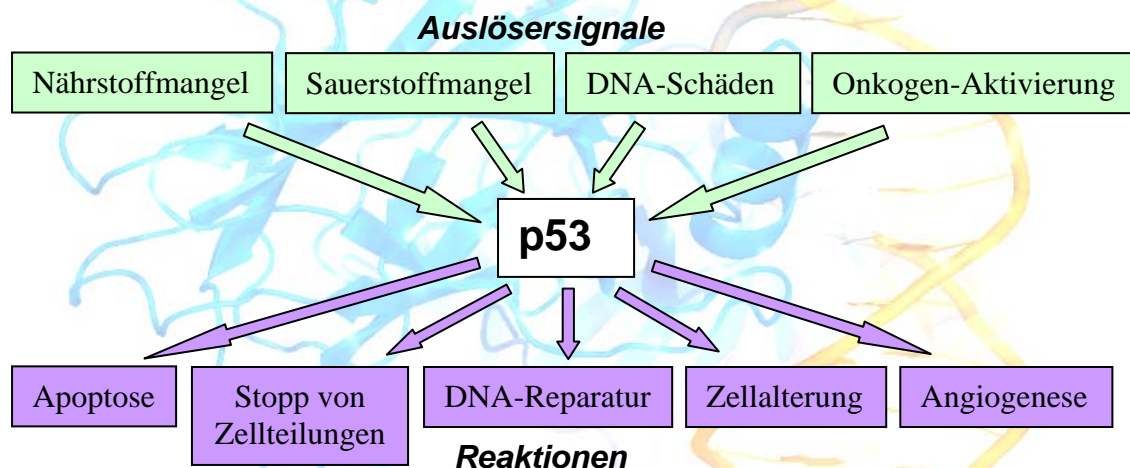 Auslösersignale
Nährstoffmangel
Sauerstoffmangel
DNA-Schäden
Onkogen-Aktivierung
p53
Apoptose
Stopp von
Zellteilungen
DNA-Reparatur
Zellalterung
Angiogenese
Reaktionen